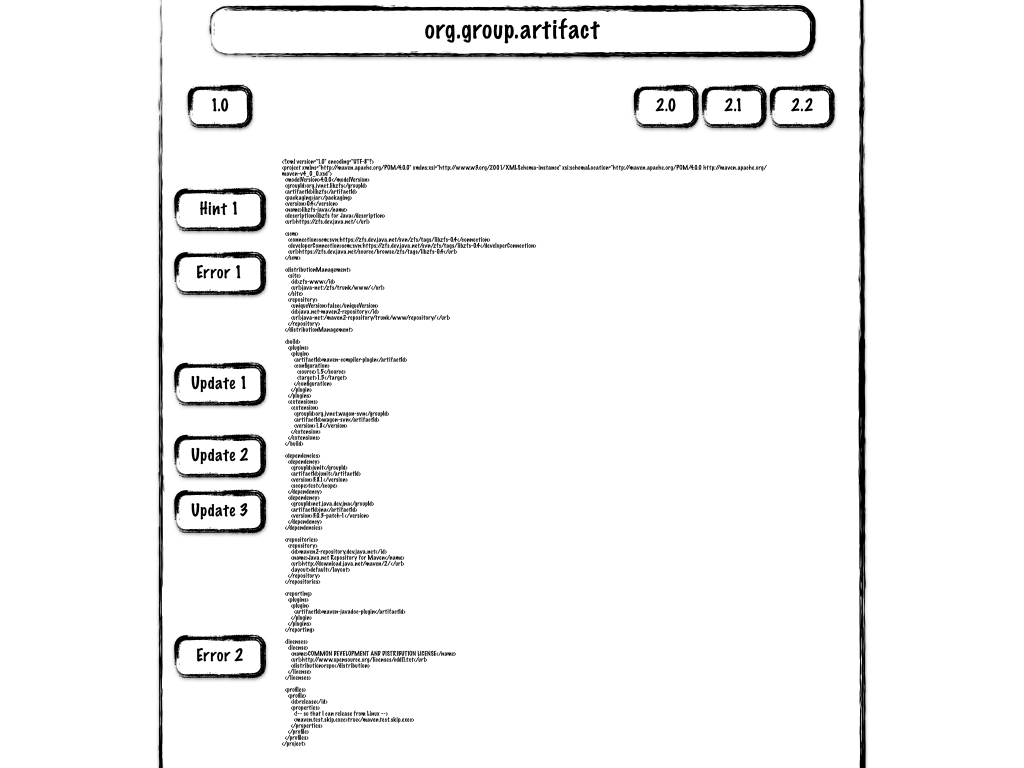 org.group.artifact
1.0
2.0
2.1
2.2
<?xml version="1.0" encoding="UTF-8"?>
<project xmlns="http://maven.apache.org/POM/4.0.0" xmlns:xsi="http://www.w3.org/2001/XMLSchema-instance" xsi:schemaLocation="http://maven.apache.org/POM/4.0.0 http://maven.apache.org/
maven-v4_0_0.xsd">
<modelVersion>4.0.0</modelVersion>
<groupId>org.jvnet.libzfs</groupId>
<artifactId>libzfs</artifactId>
<packaging>jar</packaging>
<version>0.4</version>
<name>libzfs-java</name>
<description>libzfs for Java</description>
<url>https://zfs.dev.java.net/</url>
Hint 1
<scm>
<connection>scm:svn:https://zfs.dev.java.net/svn/zfs/tags/libzfs-0.4</connection>
<developerConnection>scm:svn:https://zfs.dev.java.net/svn/zfs/tags/libzfs-0.4</developerConnection>
<url>https://zfs.dev.java.net/source/browse/zfs/tags/libzfs-0.4</url>
</scm>
Error 1
<distributionManagement>
<site>
<id>zfs-www</id>
<url>java-net:/zfs/trunk/www/</url>
</site>
<repository>
<uniqueVersion>false</uniqueVersion>
<id>java.net-maven2-repository</id>
<url>java-net:/maven2-repository/trunk/www/repository/</url>
</repository>
</distributionManagement>
<build>
<plugins>
<plugin>
<artifactId>maven-compiler-plugin</artifactId>
<configuration>
<source>1.5</source>
<target>1.5</target>
</configuration>
</plugin>
</plugins>
Update 1
<extensions>
<extension>
<groupId>org.jvnet.wagon-svn</groupId>
<artifactId>wagon-svn</artifactId>
<version>1.8</version>
</extension>
</extensions>
</build>
Update 2
<dependencies>
<dependency>
<groupId>junit</groupId>
<artifactId>junit</artifactId>
<version>3.8.1</version>
<scope>test</scope>
</dependency>
<dependency>
<groupId>net.java.dev.jna</groupId>
<artifactId>jna</artifactId>
<version>3.0.9-patch-1</version>
</dependency>
</dependencies>
Update 3
<repositories>
<repository>
<id>maven2-repository.dev.java.net</id>
<name>Java.net Repository for Maven</name>
<url>http://download.java.net/maven/2/</url>
<layout>default</layout>
</repository>
</repositories>
<reporting>
<plugins>
<plugin>
<artifactId>maven-javadoc-plugin</artifactId>
</plugin>
</plugins>
</reporting>
<licenses>
<license>
<name>COMMON DEVELOPMENT AND DISTRIBUTION LICENSE</name>
<url>http://www.opensource.org/licenses/cddl1.txt</url>
<distribution>repo</distribution>
</license>
</licenses>
Error 2
<profiles>
<profile>
<id>release</id>
<properties>
<!-- so that I can release from Linux -->
<maven.test.skip.exec>true</maven.test.skip.exec>
</properties>
</profile>
</profiles>
</project>